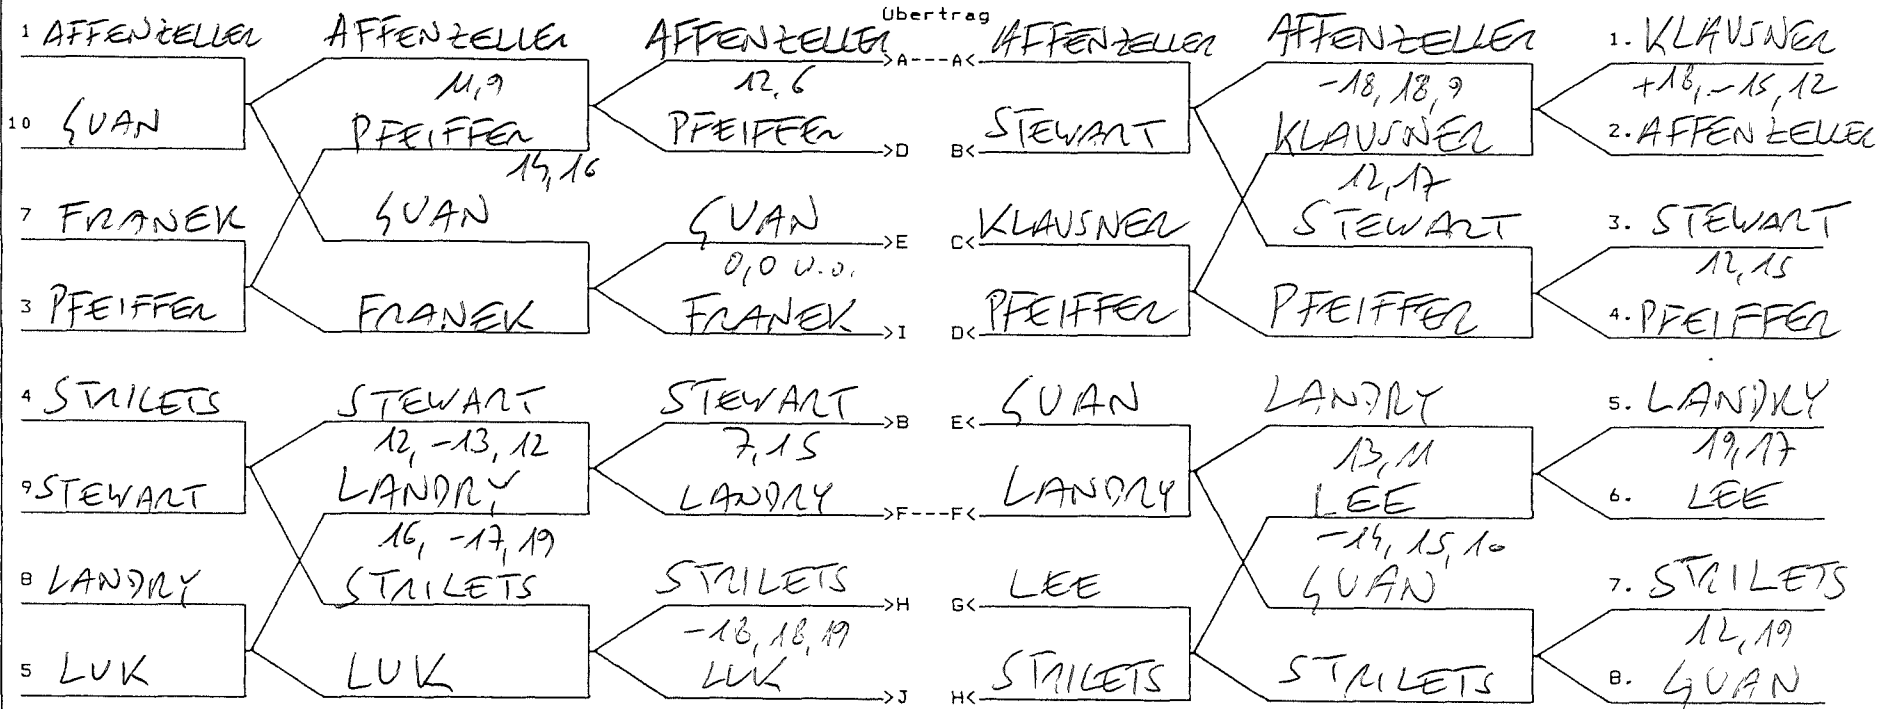 Übertrag
1 AFFENZELLER AFFENZELLER AFFENZELLER >A---A< AFFENZELLER AFFENZELLER 1. KLAUSNER
11,9 12,6 -18, 18, 9 +18, -15, 12
10 GUAN PFEIFFER PFEIFFER >D B< STEWART KLAUSNER 2. AFFENZELLER
14,16 12,17
7 FRANEK GUAN GUAN >E C< KLAUSNER STEWART 3. STEWART
0,0 w.o. 12,15
3 PFEIFFER FRANEK FRANEK >I D< PFEIFFER PFEIFFER 4. PFEIFFER
4 STRILETS STEWART STEWART >B E< GUAN LANDRY 5. LANDRY
12, -13, 12 7,15 13,11 19,17
9 STEWART LANDRY LANDRY >F---F< LANDRY LEE 6. LEE
16, -17, 19 -14, 15, 10
8 LANDRY STRILETS STRILETS >H G< LEE GUAN 7. STRILETS
-18, 18, 19 12,19
5 LUK LUK LUK >J H< STRILETS STRILETS 8. GUAN